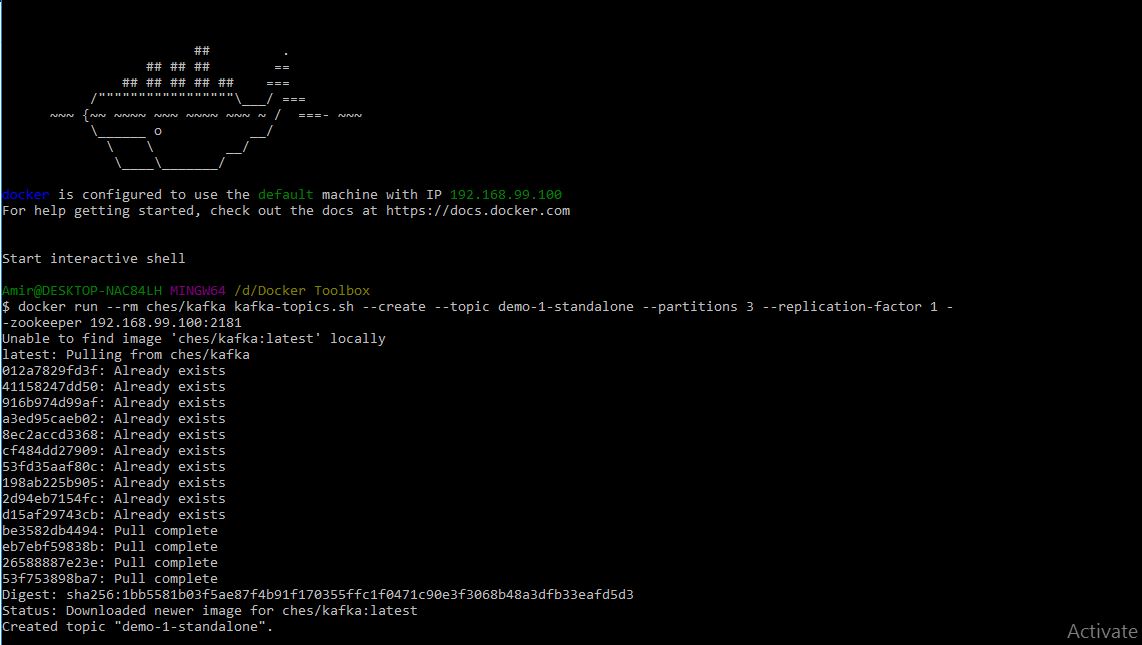 ##         .
                  ## ## ##        ==
               ## ## ## ## ##    ===
           /"""""""""""""""""\___/ ===
      ~~~ {~~ ~~~~ ~~~ ~~~~ ~~~ ~ /  ===- ~~~
           \______ o           __/
             \    \         __/
              \____\_______/
docker is configured to use the default machine with IP 192.168.99.100
For help getting started, check out the docs at https://docs.docker.com
Start interactive shell
Amir@DESKTOP-NAC84LH MINGW64 /d/Docker Toolbox
$ docker run --rm ches/kafka kafka-topics.sh --create --topic demo-1-standalone --partitions 3 --replication-factor 1 -
-zookeeper 192.168.99.100:2181
Unable to find image 'ches/kafka:latest' locally
latest: Pulling from ches/kafka
012a7829fd3f: Already exists
41158247dd50: Already exists
916b974d99af: Already exists
a3ed95caeb02: Already exists
8ec2accd3368: Already exists
cf484dd27909: Already exists
53fd35aaf80c: Already exists
198ab225b905: Already exists
2d94eb7154fc: Already exists
d15af29743cb: Already exists
be3582db4494: Pull complete
eb7ebf59838b: Pull complete
26588887e23e: Pull complete
53f753898ba7: Pull complete
Digest: sha256:1bb5581b03f5ae87f4b91f170355ffc1f0471c90e3f3068b48a3dfb33eafd5d3
Status: Downloaded newer image for ches/kafka:latest
Created topic "demo-1-standalone".
Activate